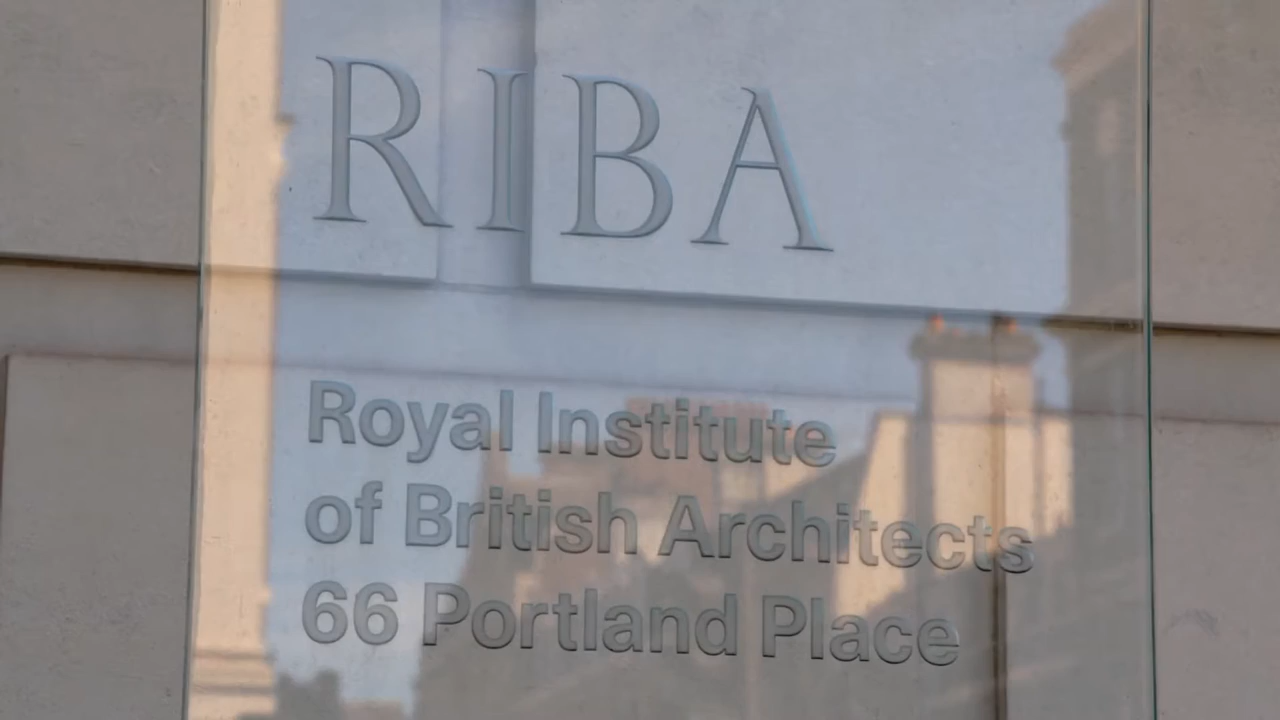 RIBA
Royal Institute
of British Architects
66 Portland Place